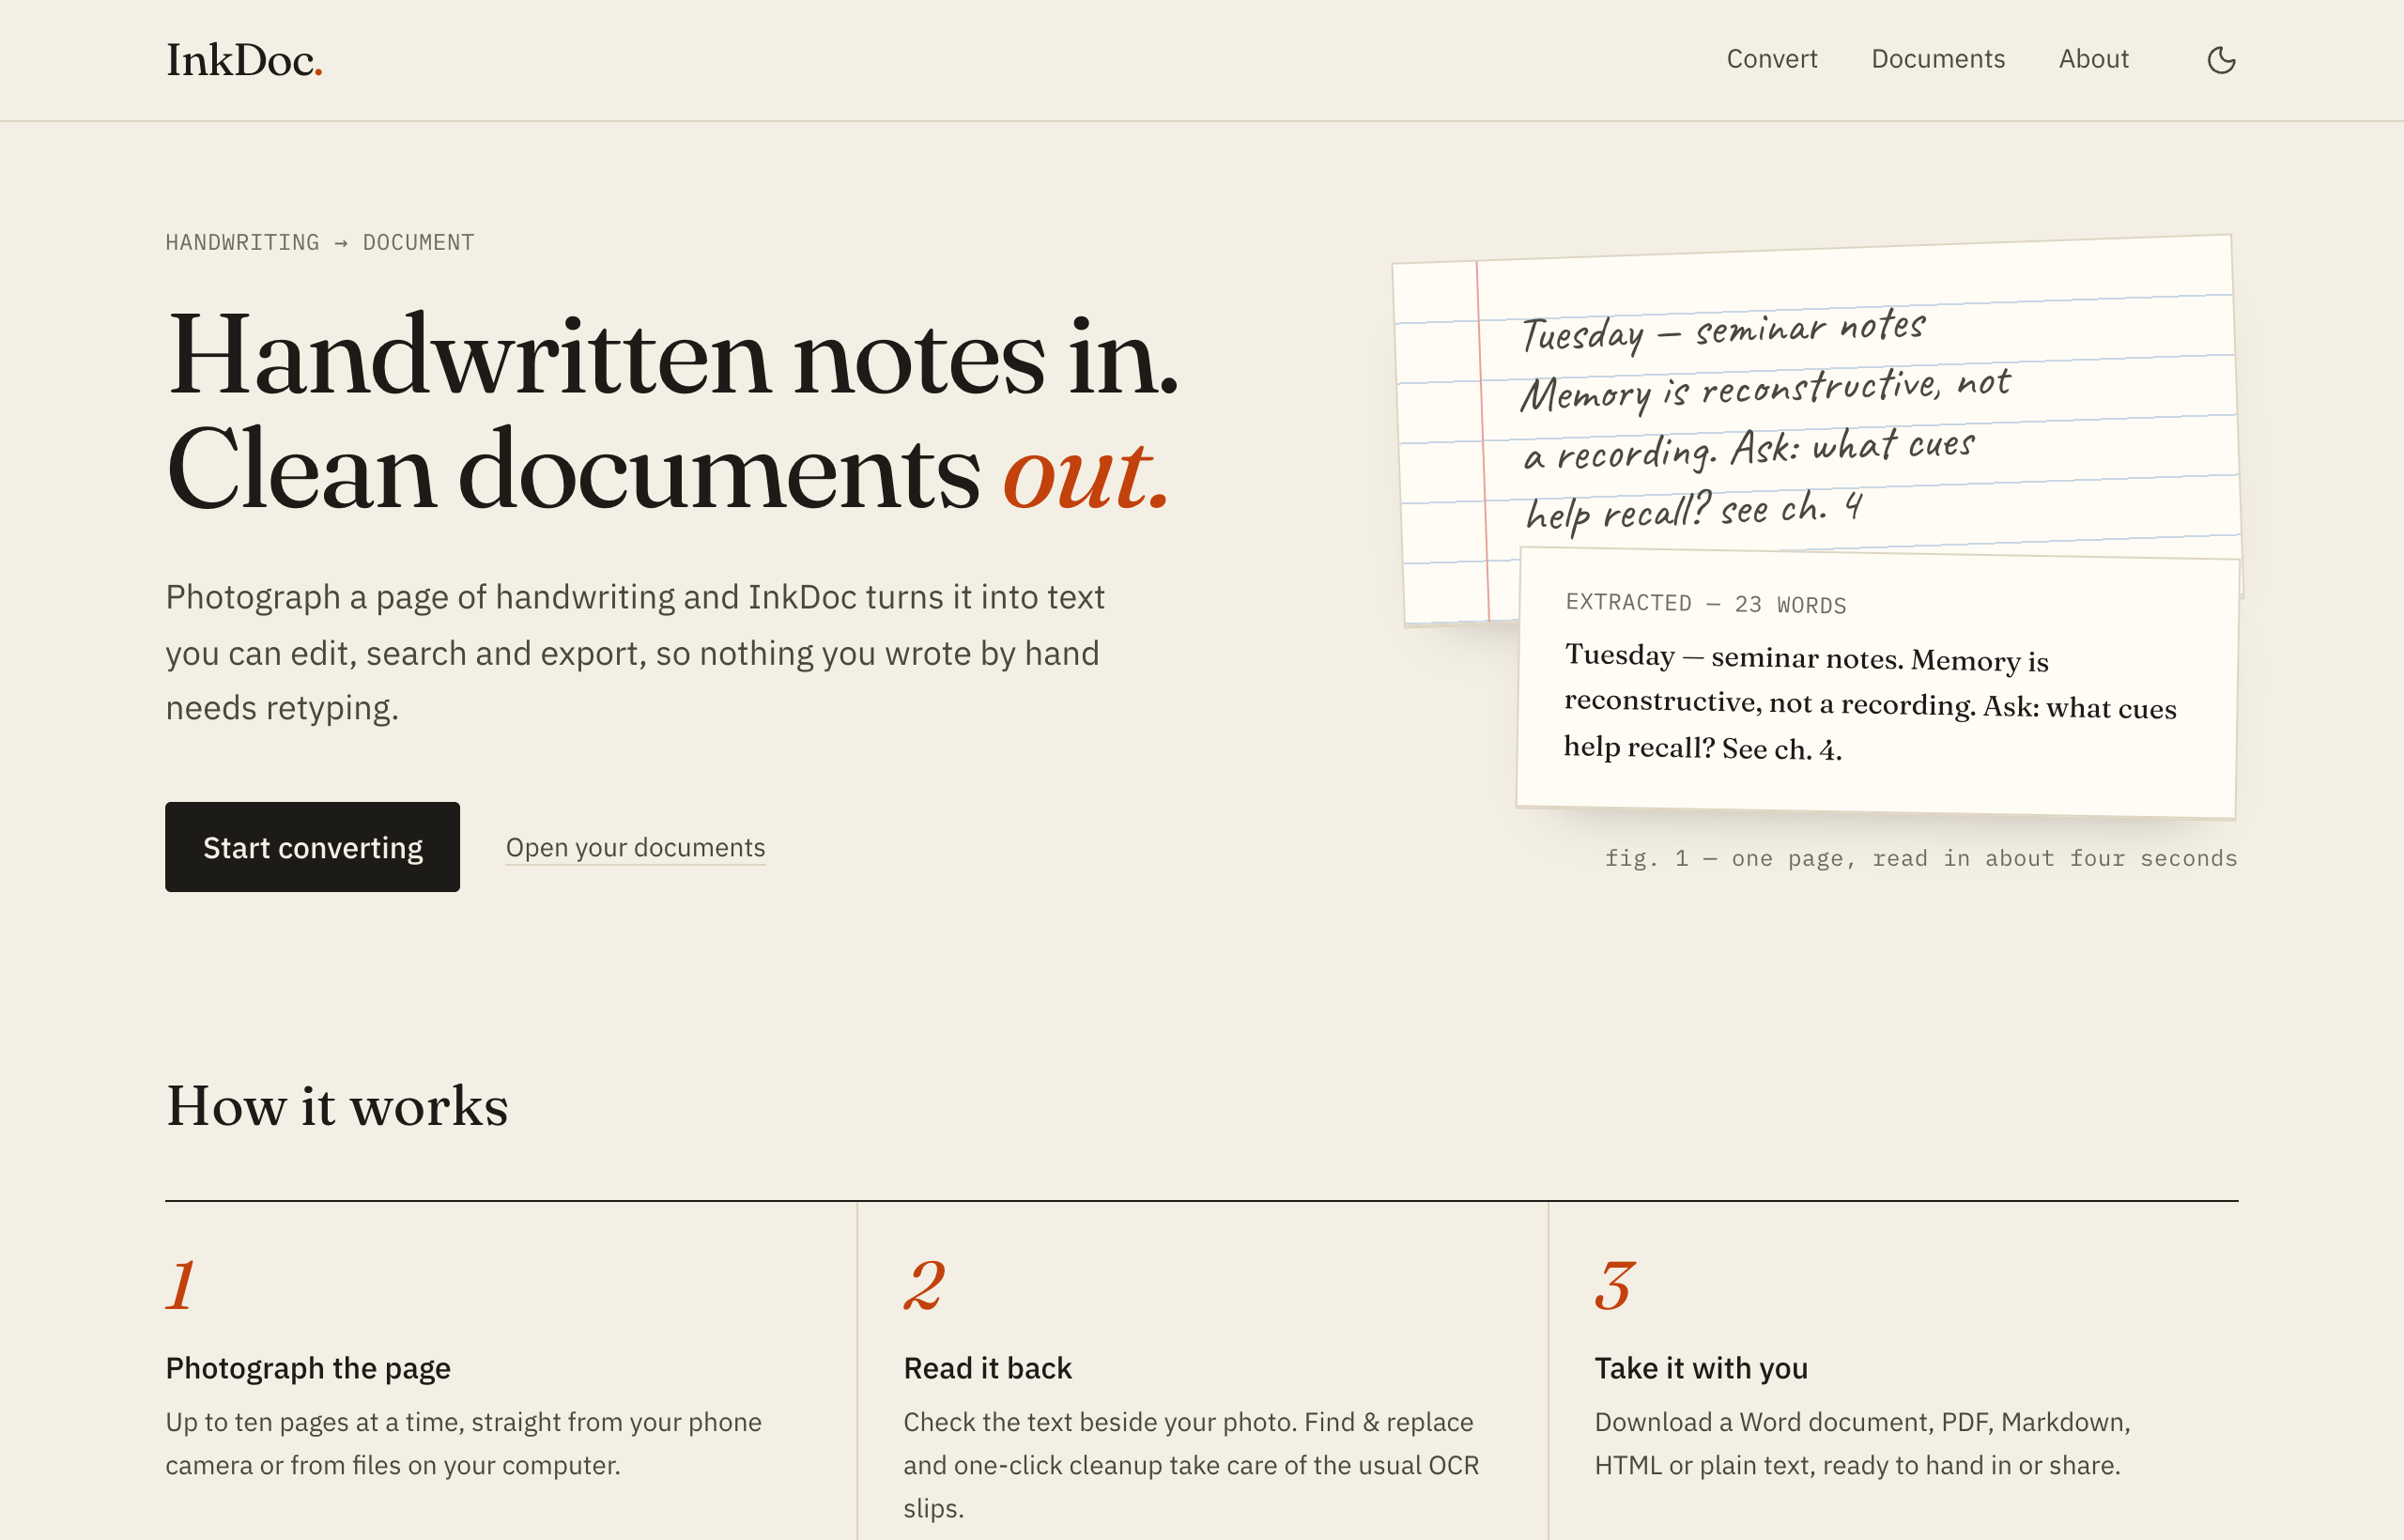 InkDoc.
Convert Documents About
HANDWRITING → DOCUMENT
Handwritten notes in.
Clean documents out.
Photograph a page of handwriting and InkDoc turns it into text
you can edit, search and export, so nothing you wrote by hand
needs retyping.
Start converting
Open your documents
Tuesday — seminar notes
Memory is reconstructive, not
a recording. Ask: what cues
help recall? see ch. 4
EXTRACTED — 23 WORDS
Tuesday — seminar notes. Memory is
reconstructive, not a recording. Ask: what cues
help recall? See ch. 4.
fig. 1 — one page, read in about four seconds
How it works
1
Photograph the page
Up to ten pages at a time, straight from your phone
camera or from files on your computer.
2
Read it back
Check the text beside your photo. Find & replace
and one-click cleanup take care of the usual OCR
slips.
3
Take it with you
Download a Word document, PDF, Markdown,
HTML or plain text, ready to hand in or share.